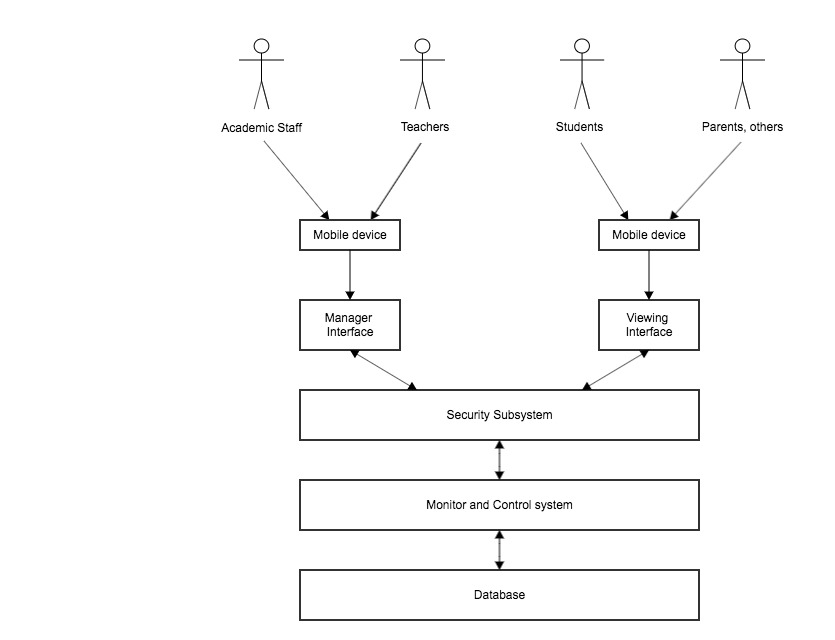 Academic Staff
Teachers
Students
Parents, others
Mobile device
Mobile device
Manager
Interface
Viewing
Interface
Security Subsystem
Monitor and Control system
Database